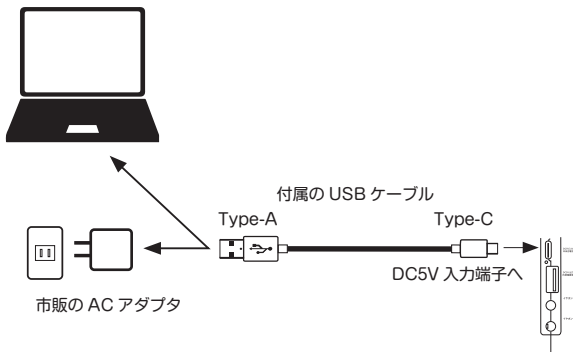 付属の USB ケーブル
Type-A
Type-C
DC5V 入力端子へ
市販の AC アダプタ